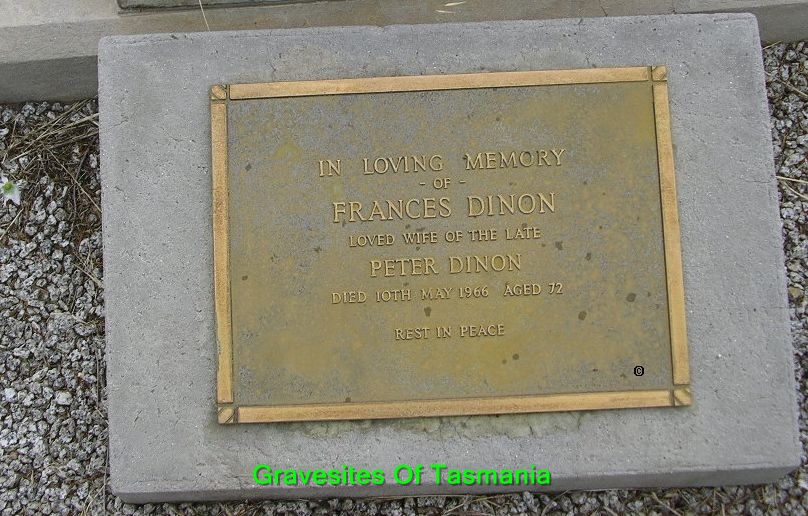 IN LOVING MEMORY
- OF -
FRANCES DINON
LOVED WIFE OF THE LATE
PETER DINON
DIED 10TH MAY 1966 AGED 72
REST IN PEACE
©
Gravesites Of Tasmania